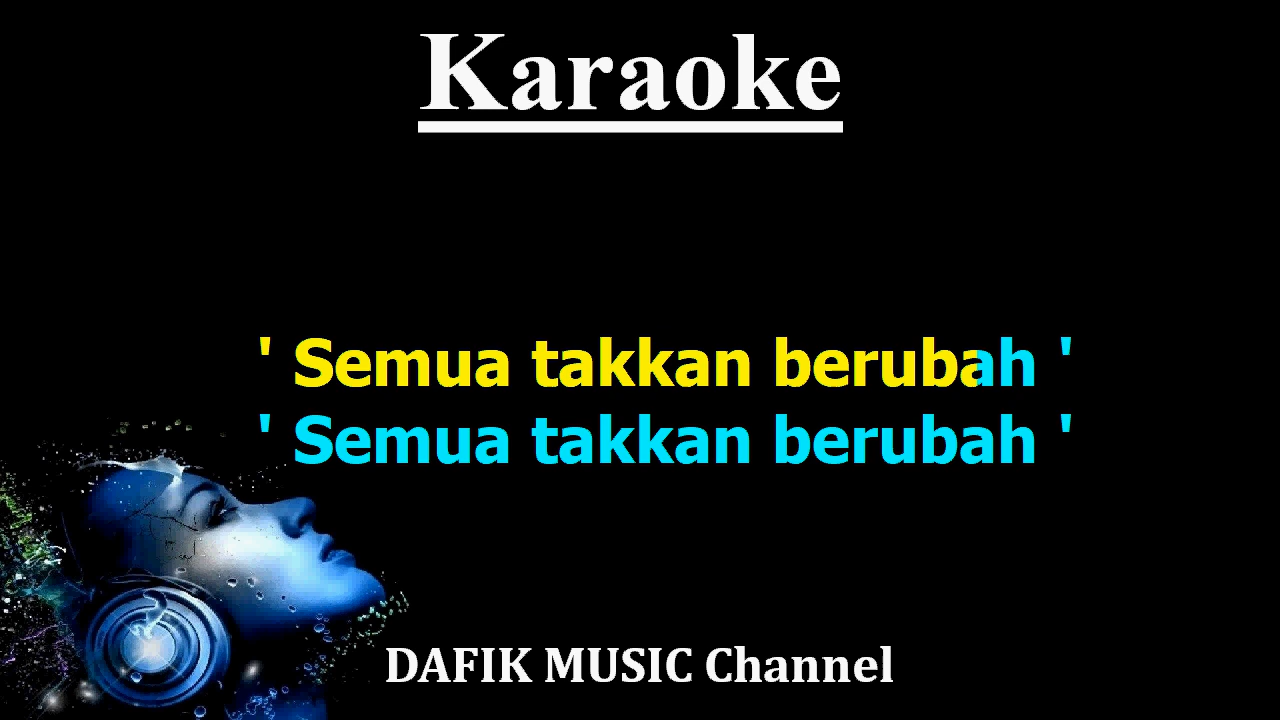 Karaoke
' Semua takkan berubah '
' Semua takkan berubah '
DAFIK MUSIC Channel